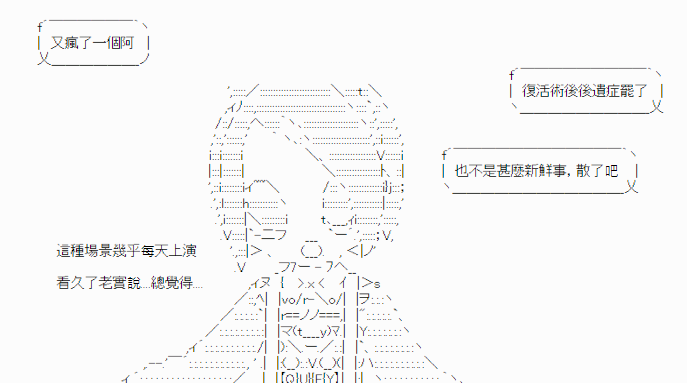 又瘋了一個阿
復活術後後遺症罷了
也不是甚麼新鮮事，散了吧
這種場景幾乎每天上演
看久了老實說....總覺得....